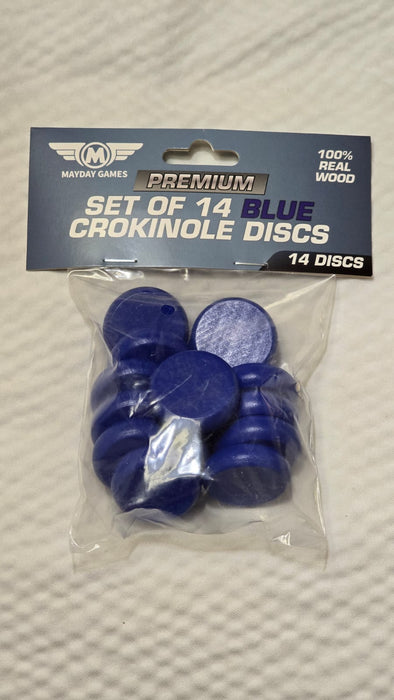 M
MAYDAY GAMES
100%
REAL
WOOD
PREMIUM
SET OF 14 BLUE
CROKINOLE DISCS
14 DISCS